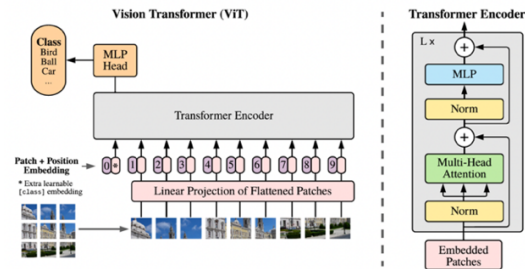 Vision Transformer (ViT)
Class
Bird
Ball
Car
...
MLP
Head
Transformer Encoder
Patch + Position
Embedding
* Extra learnable
[class] embedding
0 * 1 2 3 4 5 6 7 8 9
Linear Projection of Flattened Patches
Transformer Encoder
L x
+
MLP
Norm
+
Multi-Head
Attention
Norm
Embedded
Patches